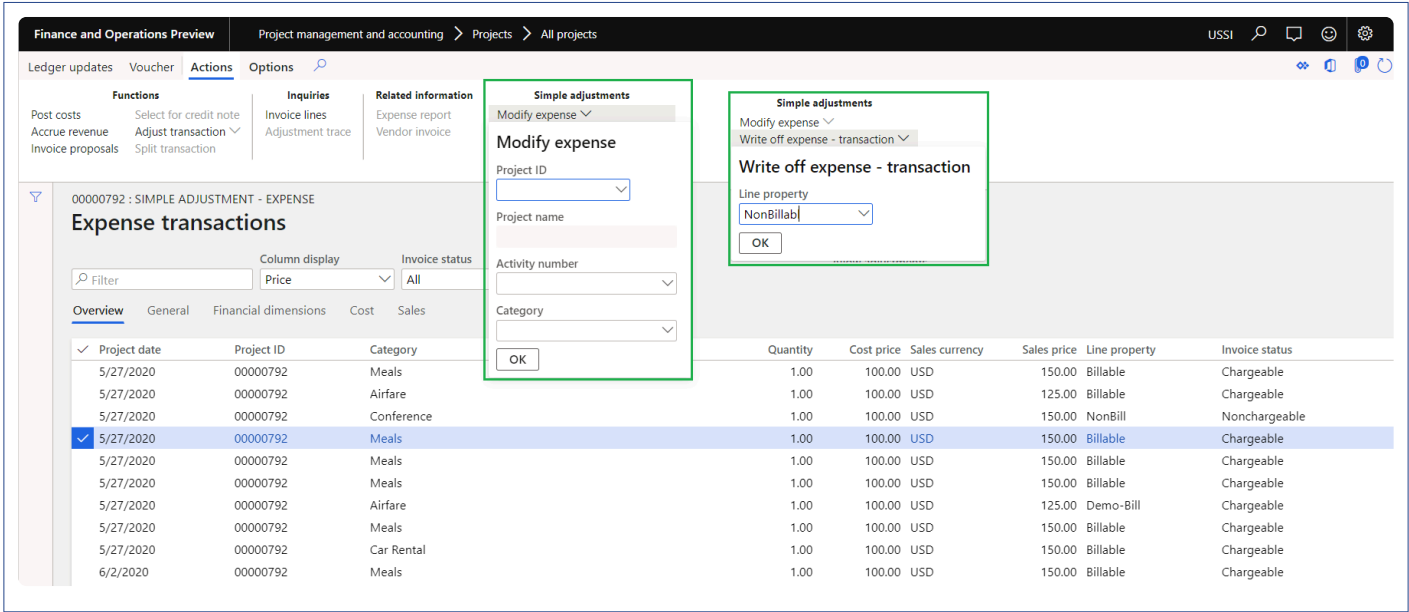 Finance and Operations Preview Project management and accounting Projects All projects USSI
Ledger updates Voucher Actions Options 0
Functions Inquiries Related information Simple adjustments
Post costs Select for credit note Invoice lines Expense report Modify expense
Accrue revenue Adjust transaction Adjustment trace Vendor invoice
Invoice proposals Split transaction
Modify expense
Project ID
Project name
Activity number
Category
OK
Simple adjustments
Modify expense
Write off expense - transaction
Write off expense - transaction
Line property
NonBillabl
OK
00000792 : SIMPLE ADJUSTMENT - EXPENSE
Expense transactions
Column display Invoice status
Filter Price All
Overview General Financial dimensions Cost Sales
Project date Project ID Category Quantity Cost price Sales currency Sales price Line property Invoice status
5/27/2020 00000792 Meals 1.00 100.00 USD 150.00 Billable Chargeable
5/27/2020 00000792 Airfare 1.00 100.00 USD 125.00 Billable Chargeable
5/27/2020 00000792 Conference 1.00 100.00 USD 150.00 NonBill Nonchargeable
5/27/2020 00000792 Meals 1.00 100.00 USD 150.00 Billable Chargeable
5/27/2020 00000792 Meals 1.00 100.00 USD 150.00 Billable Chargeable
5/27/2020 00000792 Meals 1.00 100.00 USD 150.00 Billable Chargeable
5/27/2020 00000792 Airfare 1.00 100.00 USD 125.00 Demo-Bill Chargeable
5/27/2020 00000792 Meals 1.00 100.00 USD 150.00 Billable Chargeable
5/27/2020 00000792 Car Rental 1.00 100.00 USD 150.00 Billable Chargeable
6/2/2020 00000792 Meals 1.00 100.00 USD 150.00 Billable Chargeable